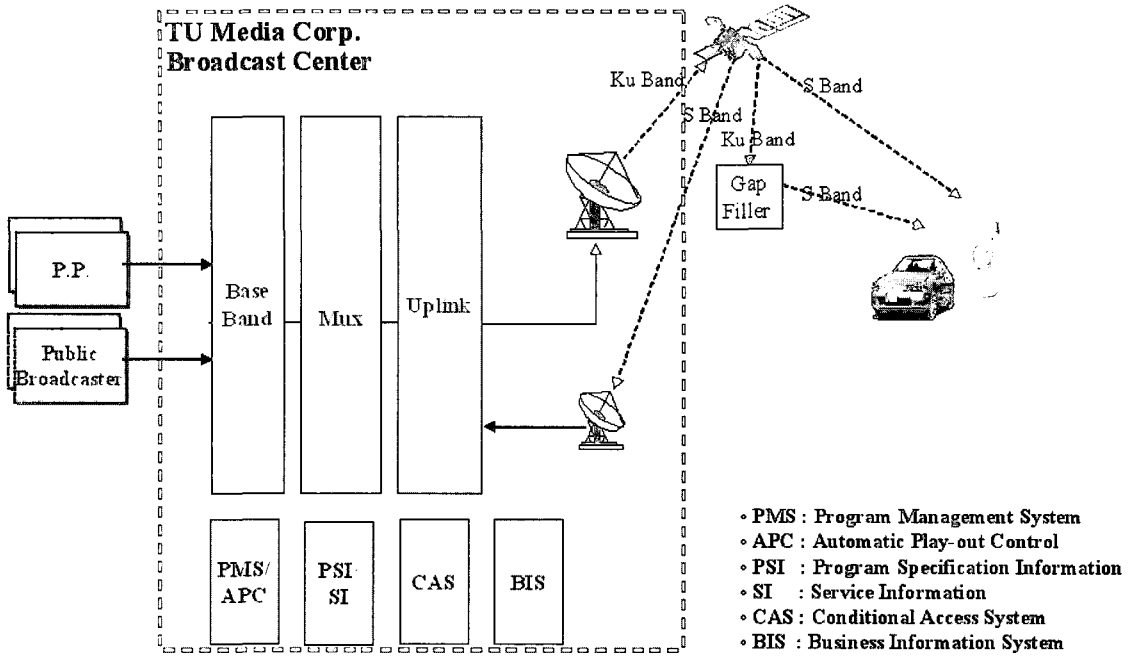 TU Media Corp.
Broadcast Center
Ku Band
S Band
S Band
Ku Band
Gap
Filler
S Band
P.P.
Public
Broadcaster
Base
Band
Mux
Uplink
PMS/
APC
PSI·
SI
CAS
BIS
◦ PMS : Program Management System
◦ APC : Automatic Play-out Control
◦ PSI : Program Specification Information
◦ SI : Service Information
◦ CAS : Conditional Access System
◦ BIS : Business Information System